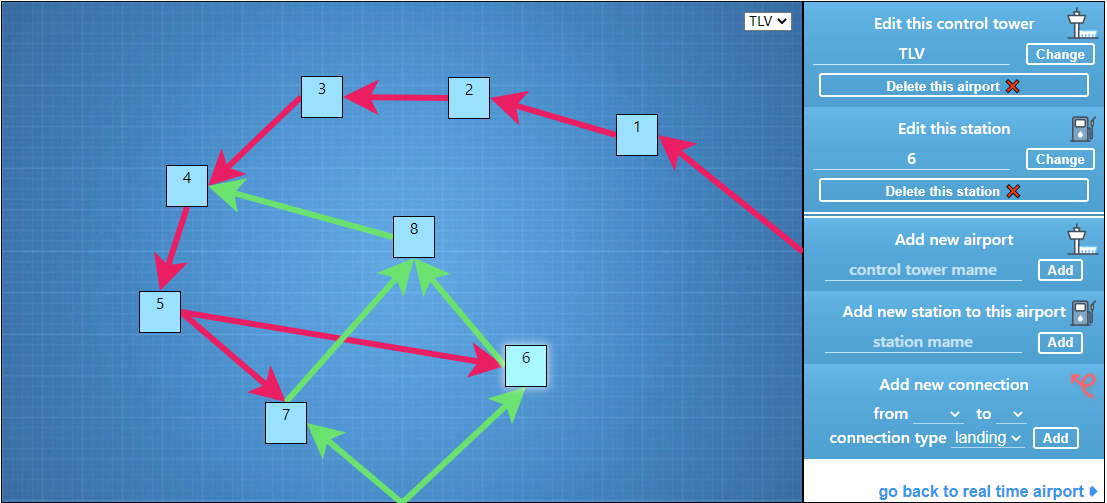 TLV
3
2
1
4
8
5
6
7
Edit this control tower
TLV
Change
Delete this airport
Edit this station
6
Change
Delete this station
Add new airport
control tower mame
Add
Add new station to this airport
station mame
Add
Add new connection
from to
connection type landing Add
go back to real time airport